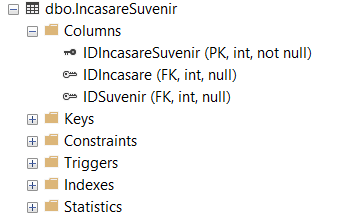 dbo.IncasareSuvenir
Columns
IDIncasareSuvenir (PK, int, not null)
IDIncasare (FK, int, null)
IDSuvenir (FK, int, null)
Keys
Constraints
Triggers
Indexes
Statistics